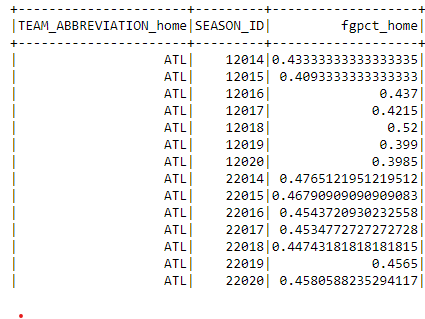 +----------------------+---------+-------------------+
|TEAM_ABBREVIATION_home|SEASON_ID|         fgpct_home|
+----------------------+---------+-------------------+
|                   ATL|    12014|0.43333333333333335|
|                   ATL|    12015| 0.4093333333333333|
|                   ATL|    12016|              0.437|
|                   ATL|    12017|             0.4215|
|                   ATL|    12018|               0.52|
|                   ATL|    12019|              0.399|
|                   ATL|    12020|             0.3985|
|                   ATL|    22014| 0.4765121951219512|
|                   ATL|    22015|0.46790909090909083|
|                   ATL|    22016| 0.4543720930232558|
|                   ATL|    22017| 0.4534772727272728|
|                   ATL|    22018|0.44743181818181815|
|                   ATL|    22019|             0.4565|
|                   ATL|    22020| 0.4580588235294117|